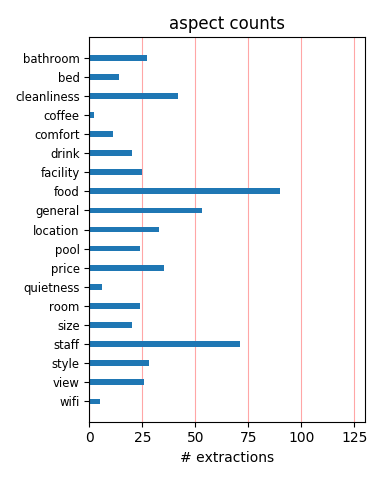 aspect counts
bathroom
bed
cleanliness
coffee
comfort
drink
facility
food
general
location
pool
price
quietness
room
size
staff
style
view
wifi
0 25 50 75 100 125
# extractions